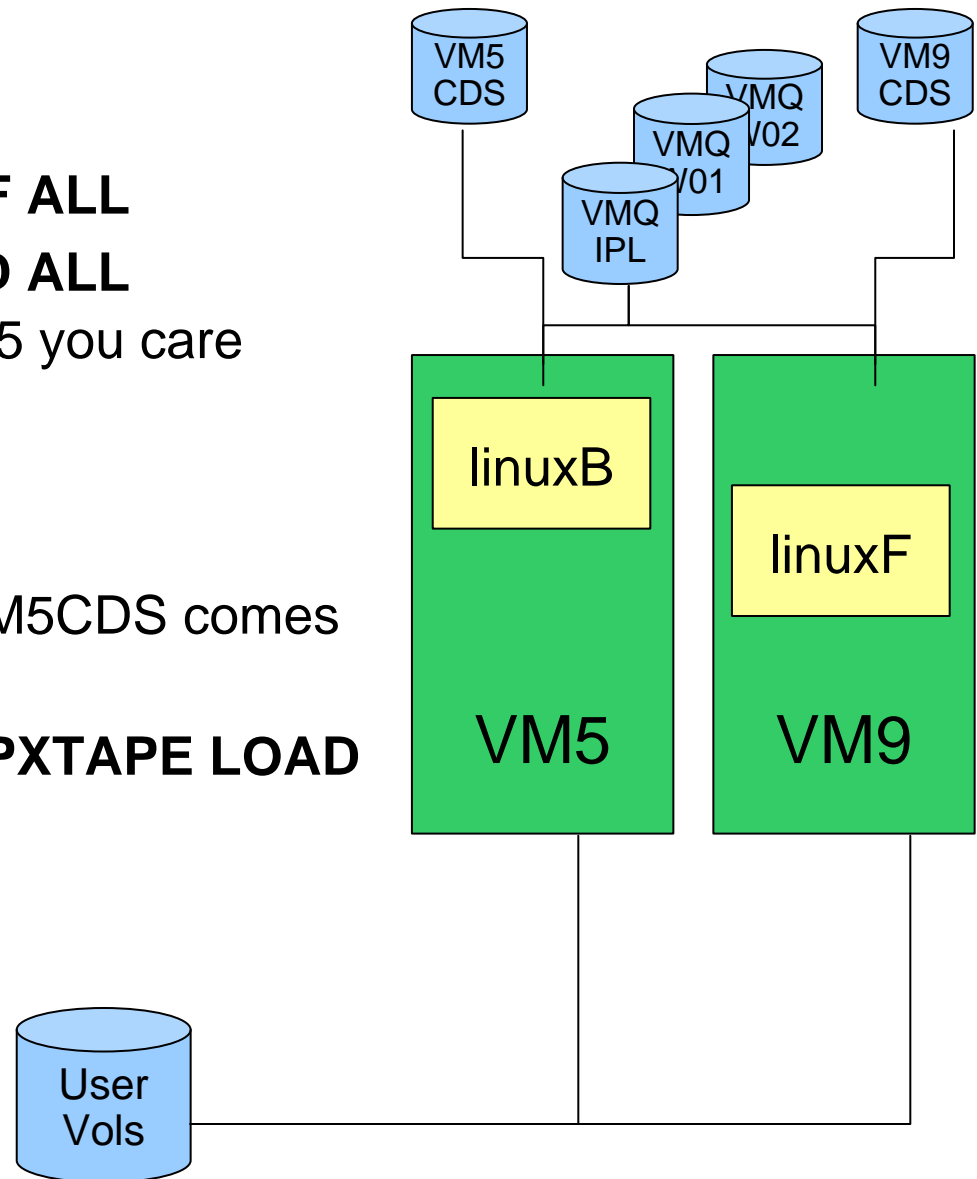 VM5
CDS
VM9
CDS
VMQ
VMQ
VMQ
IPL
ALL
ALL
5 you care
linuxB
linuxF
M5CDS comes
PXTAPE LOAD
VM5
VM9
User
Vols